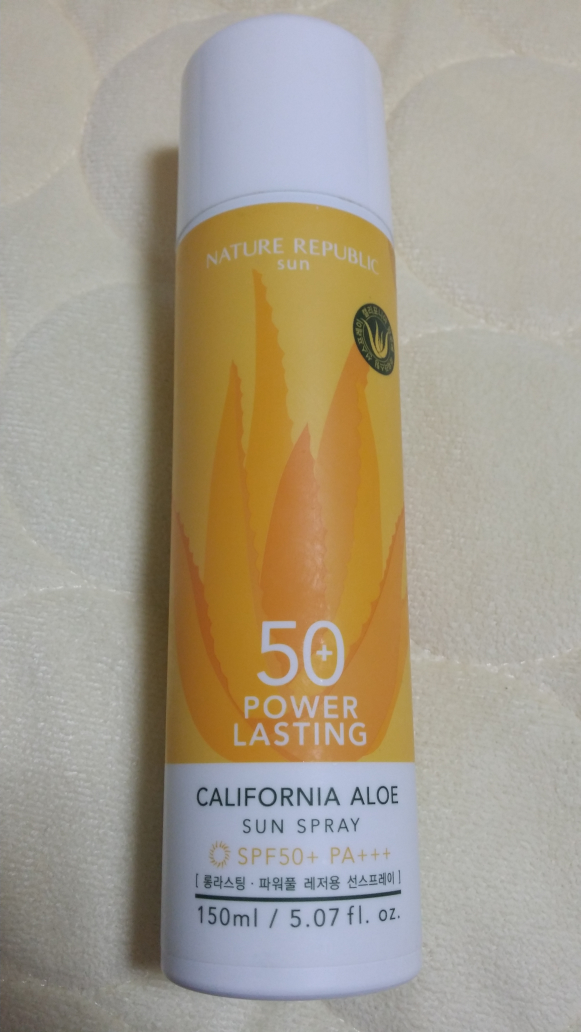 NATURE REPUBLIC
sun
50+
POWER
LASTING
CALIFORNIA ALOE
SUN SPRAY
SPF50+ PA+++
[ 롱라스팅 · 파워풀 레저용 선스프레이 ]
150ml / 5.07 fl. oz.